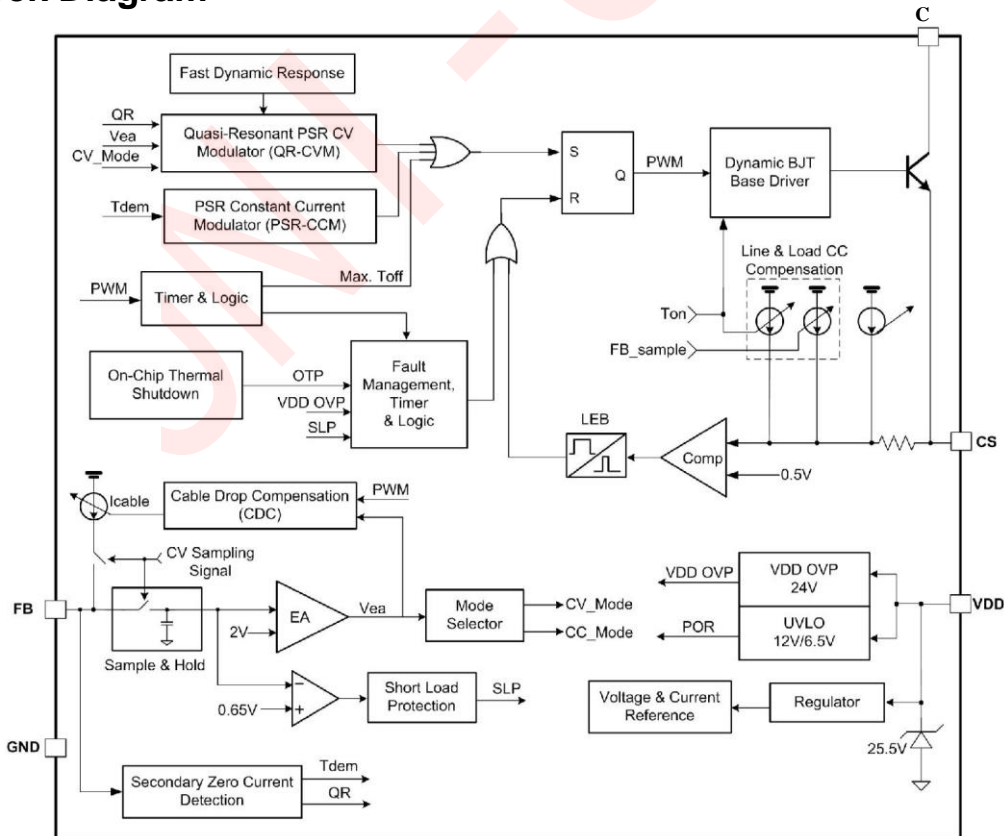 on Diagram
C
Fast Dynamic Response
QR
Vea
CV_Mode
Quasi-Resonant PSR CV
Modulator (QR-CVM)
Tdem
PSR Constant Current
Modulator (PSR-CCM)
S
R
Q
PWM
Dynamic BJT
Base Driver
Max. Toff
PWM
Timer & Logic
Line & Load CC
Compensation
Ton
FB_sample
On-Chip Thermal
Shutdown
OTP
VDD OVP
SLP
Fault
Management,
Timer
& Logic
LEB
Comp
0.5V
CS
Icable
Cable Drop Compensation
(CDC)
PWM
CV Sampling
Signal
FB
Sample & Hold
2V
EA
Vea
Mode
Selector
CV_Mode
CC_Mode
VDD OVP
POR
VDD OVP
24V
UVLO
12V/6.5V
VDD
0.65V
−
+
Short Load
Protection
SLP
Voltage & Current
Reference
Regulator
25.5V
GND
Secondary Zero Current
Detection
Tdem
QR